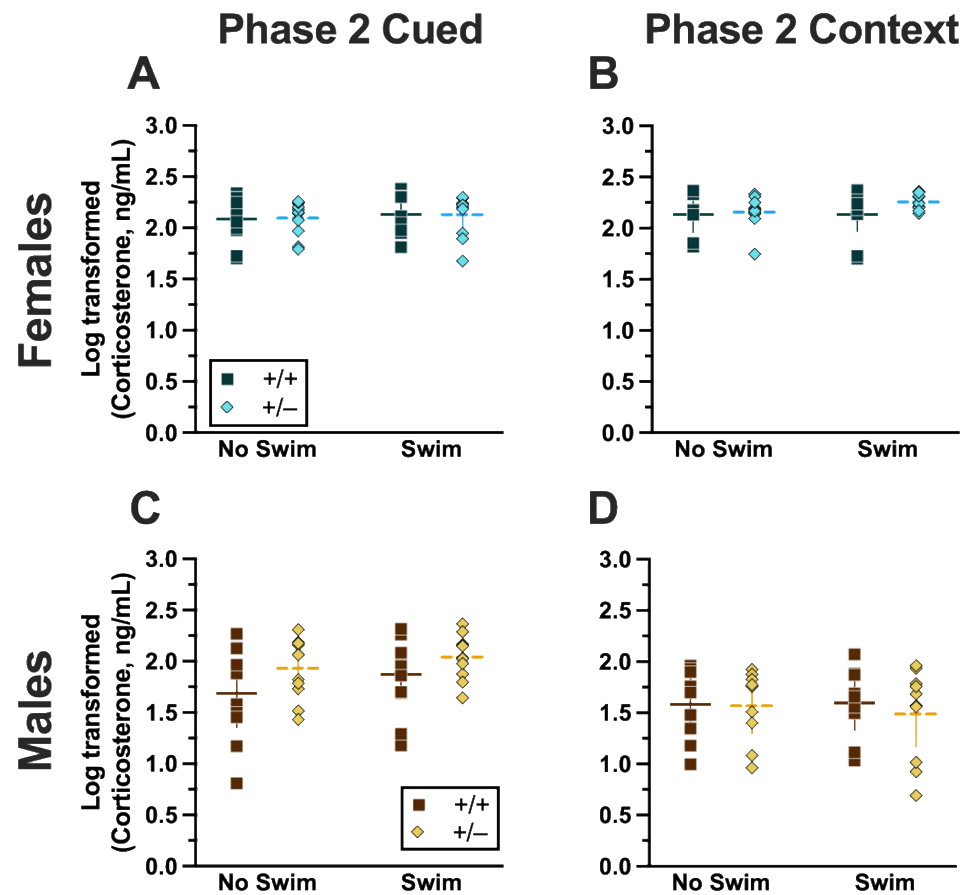 Phase 2 Cued
Phase 2 Context
A
B
Females
Log transformed
(Corticosterone, ng/mL)
3.0
2.5
2.0
1.5
1.0
0.5
0.0
+/+
+/–
No Swim
Swim
3.0
2.5
2.0
1.5
1.0
0.5
0.0
No Swim
Swim
C
D
Males
Log transformed
(Corticosterone, ng/mL)
3.0
2.5
2.0
1.5
1.0
0.5
0.0
+/+
+/–
No Swim
Swim
3.0
2.5
2.0
1.5
1.0
0.5
0.0
No Swim
Swim